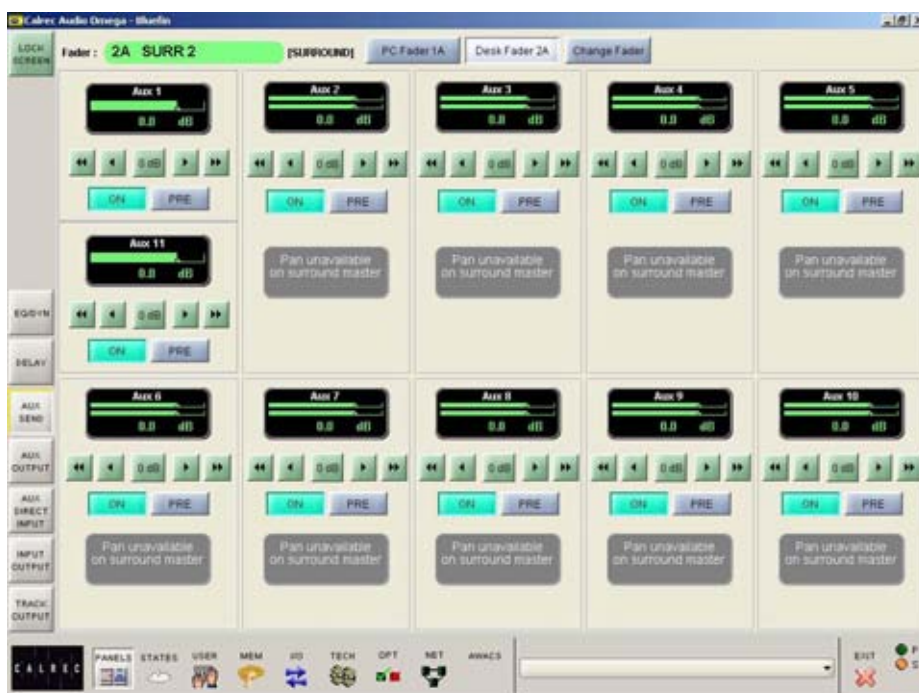 Calrec Audio Omega - Bluefin
LOCK SCREEN
Fader : 2A SURR 2 [SURROUND] PC Fader 1A Desk Fader 2A Change Fader
Aux 1 Aux 2 Aux 3 Aux 4 Aux 5
0.0 dB 0.0 dB 0.0 dB 0.0 dB 0.0 dB
0 dB 0 dB 0 dB 0 dB 0 dB
ON PRE ON PRE ON PRE ON PRE ON PRE
Aux 11
0.0 dB
Pan unavailable Pan unavailable Pan unavailable Pan unavailable
on surround master on surround master on surround master on surround master
EQ/DYN
0 dB
ON PRE
DELAY
AUX SEND
Aux 6 Aux 7 Aux 8 Aux 9 Aux 10
0.0 dB 0.0 dB 0.0 dB 0.0 dB 0.0 dB
AUX OUTPUT
0 dB 0 dB 0 dB 0 dB 0 dB
AUX DIRECT INPUT
ON PRE ON PRE ON PRE ON PRE ON PRE
INPUT OUTPUT
Pan unavailable Pan unavailable Pan unavailable Pan unavailable Pan unavailable
on surround master on surround master on surround master on surround master on surround master
TRACK OUTPUT
CALREC PANELS STATES USER MEM I/O TECH OPT NET AWACS EXIT P
S